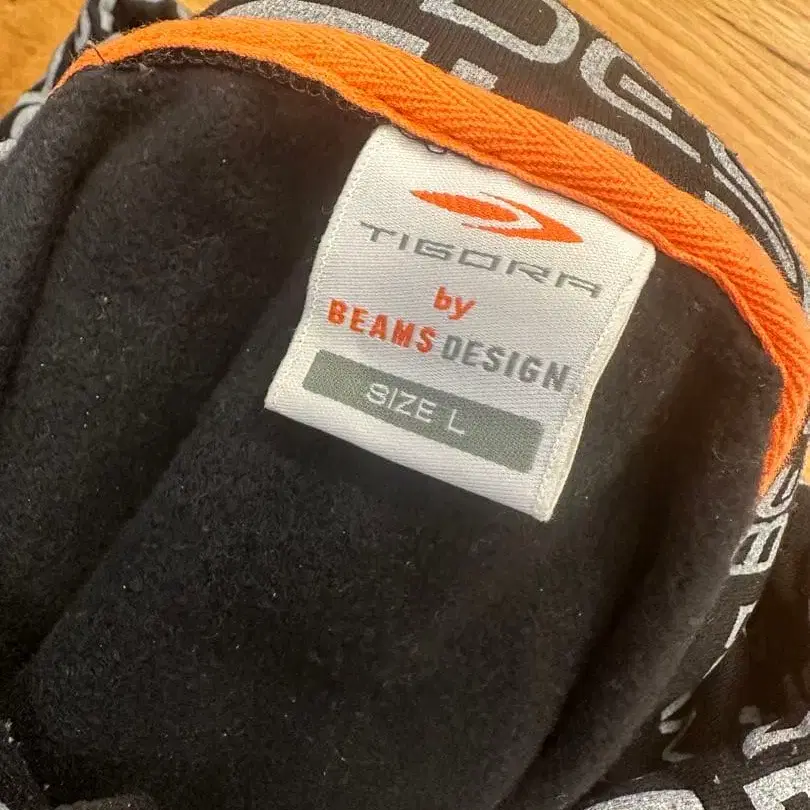 TIGORA
by
BEAMS DESIGN
SIZE L